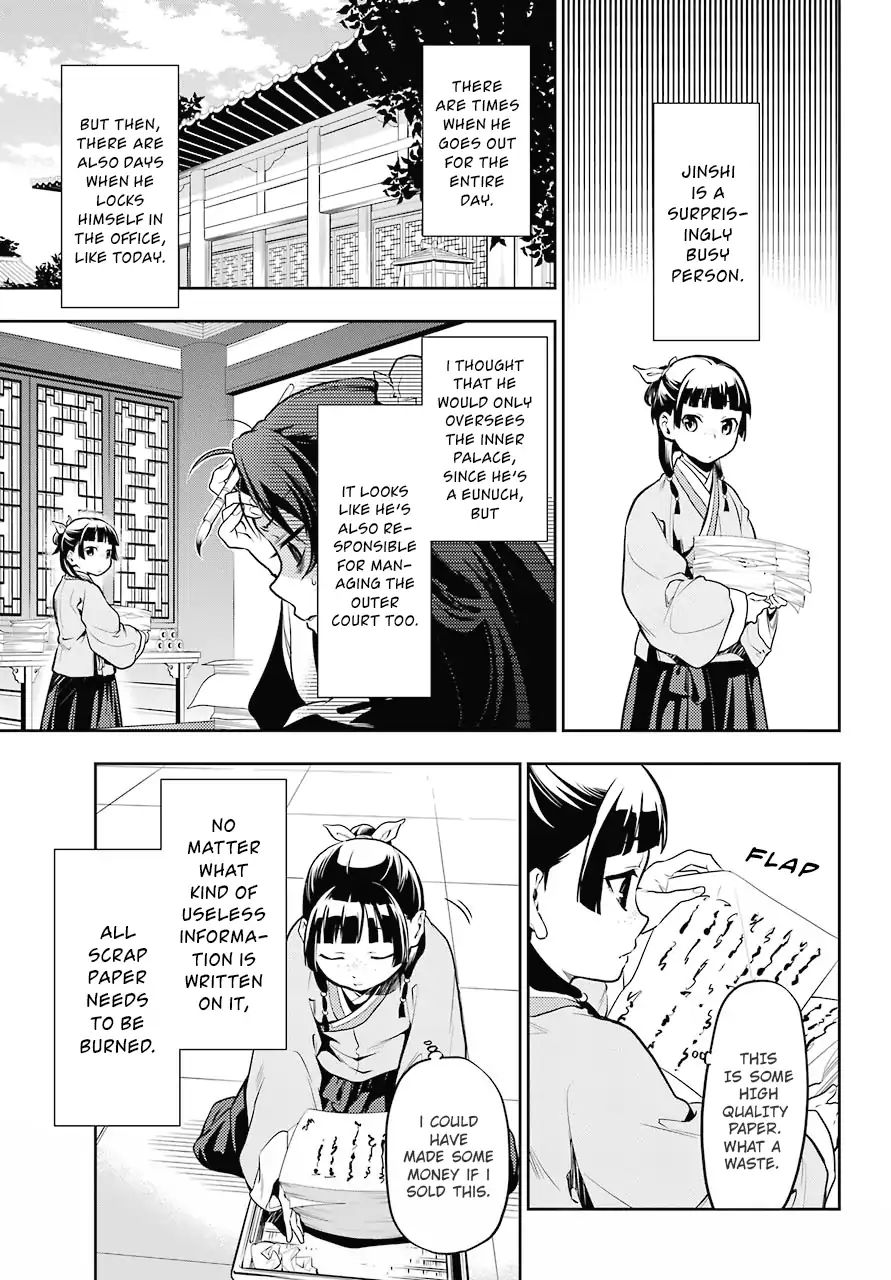 JINSHI
IS A
SURPRIS-
INGLY
BUSY
PERSON.
THERE
ARE TIMES
WHEN HE
GOES OUT
FOR THE
ENTIRE
DAY.
BUT THEN,
THERE ARE
ALSO DAYS
WHEN HE
LOCKS
HIMSELF IN
THE OFFICE,
LIKE TODAY.
I THOUGHT
THAT HE
WOULD ONLY
OVERSEES
THE INNER
PALACE,
SINCE HE'S
A EUNUCH,
BUT
IT LOOKS
LIKE HE'S
ALSO RE-
SPONSIBLE
FOR MAN-
AGING THE
OUTER
COURT TOO.
FLAP
THIS
IS SOME
HIGH
QUALITY
PAPER.
WHAT A
WASTE.
NO
MATTER
WHAT
KIND OF
USELESS
INFORMA-
TION IS
WRITTEN
ON IT,
I COULD
HAVE
MADE SOME
MONEY IF I
SOLD THIS.
ALL
SCRAP
PAPER
NEEDS
TO BE
BURNED.